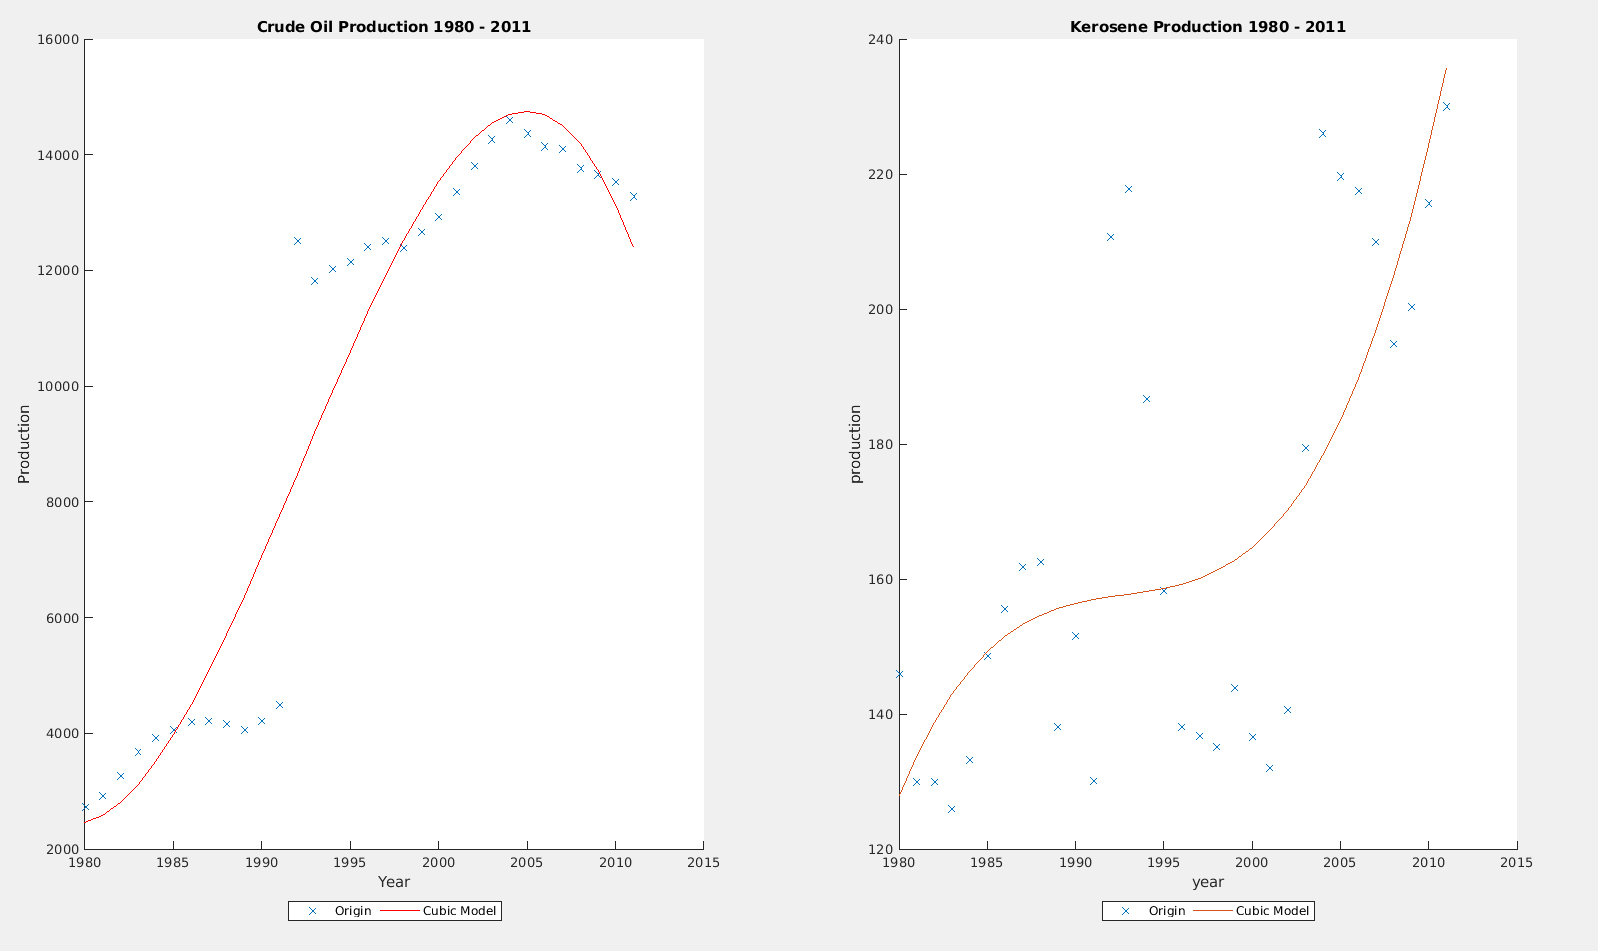 Crude Oil Production 1980 - 2011
16000
14000
12000
10000
8000
6000
4000
2000
Production
1980 1985 1990 1995 2000 2005 2010 2015
Year
Origin Cubic Model
Kerosene Production 1980 - 2011
240
220
200
180
160
140
120
production
1980 1985 1990 1995 2000 2005 2010 2015
year
Origin Cubic Model